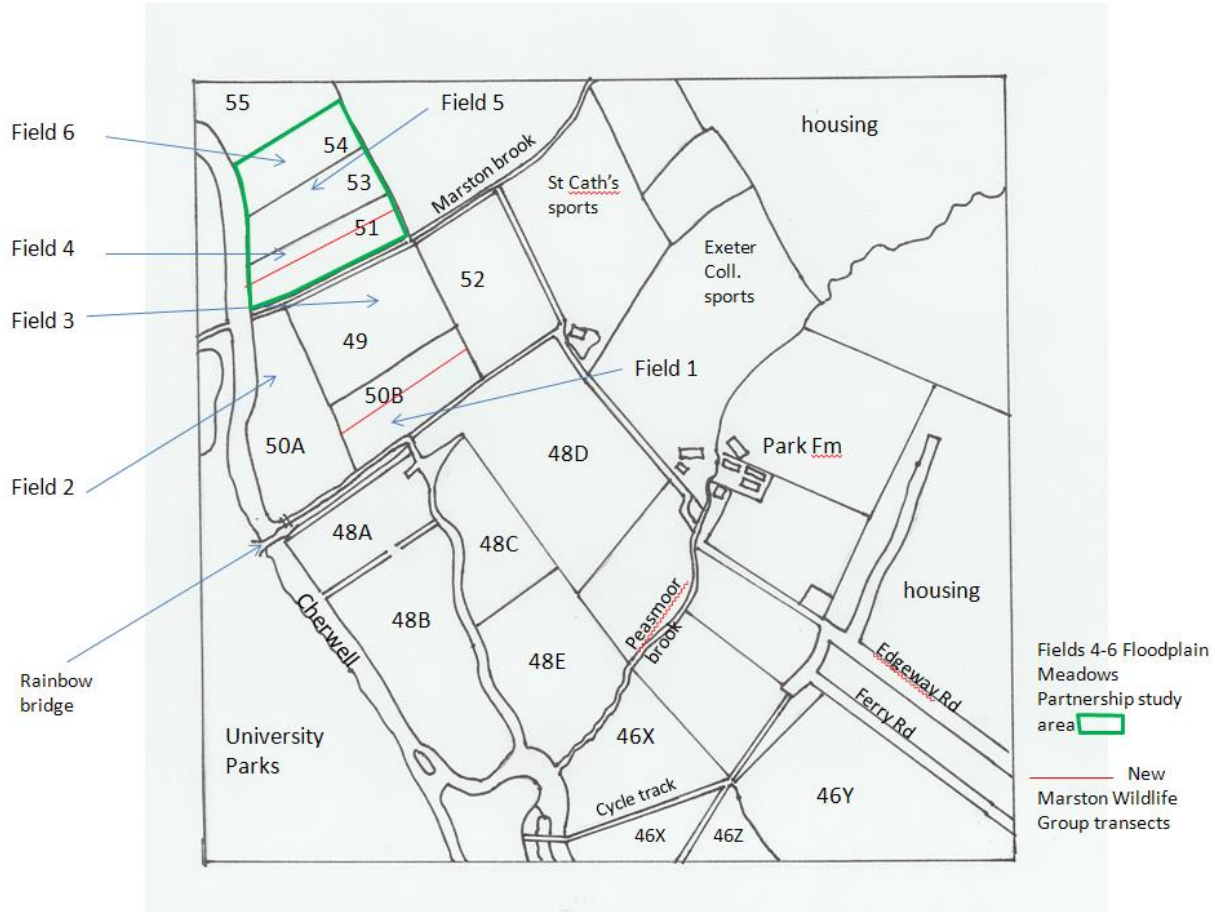 55
Field 6
Field 5
54
housing
53
Marston brook
St Cath's
sports
51
Field 4
Exeter
Coll.
sports
52
Field 3
49
Field 1
50B
50A
48D
Park Fm
Field 2
48A
48C
Cherwell
48B
Peasmoor
brook
housing
48E
Edgeway Rd
Ferry Rd
Fields 4-6 Floodplain
Meadows
Partnership study
area
Rainbow
bridge
University
Parks
46X
Cycle track
46Y
46X
46Z
New
Marston Wildlife
Group transects